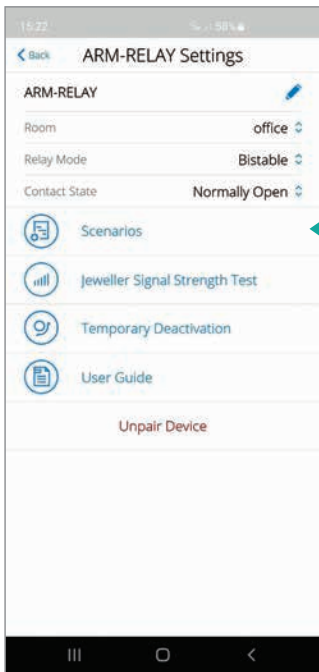 15:22
58%
Back
ARM-RELAY Settings
ARM-RELAY
Room office
Relay Mode Bistable
Contact State Normally Open
Scenarios
Jeweller Signal Strength Test
Temporary Deactivation
User Guide
Unpair Device